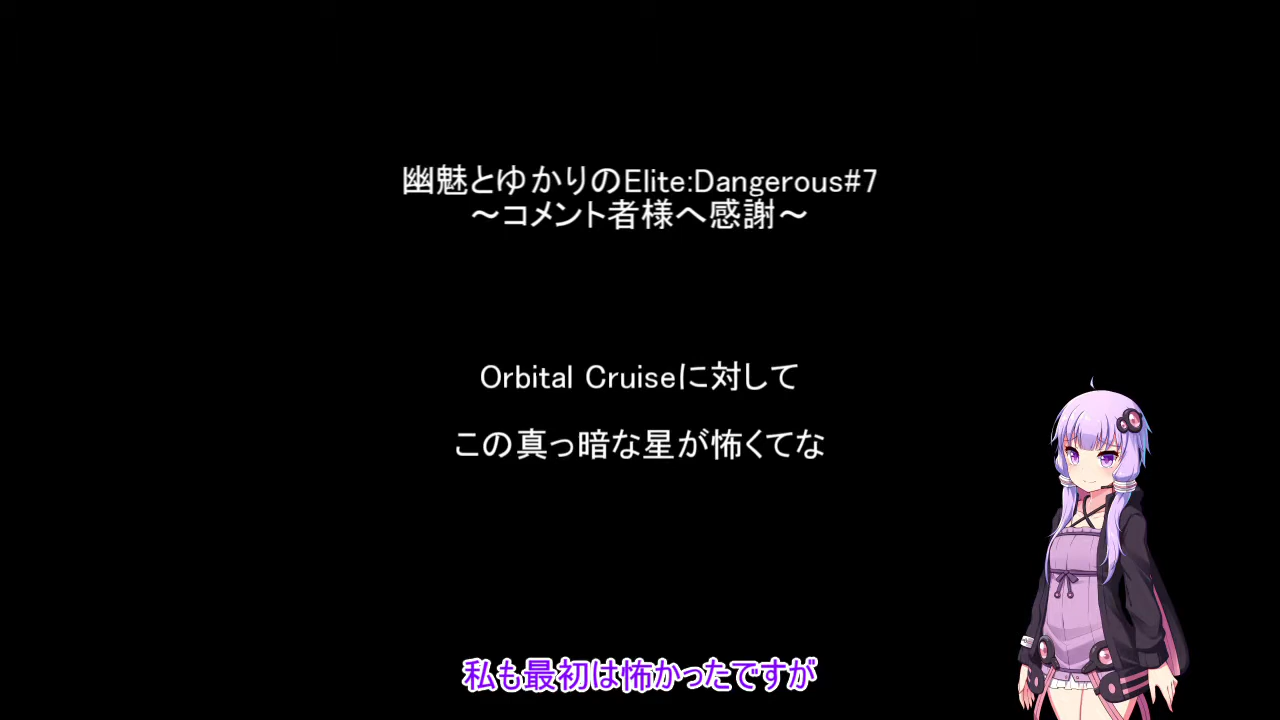 幽魅とゆかりのElite:Dangerous#7
～コメント者様へ感謝～
Orbital Cruiseに対して
この真っ暗な星が怖くてな
私も最初は怖かったですが